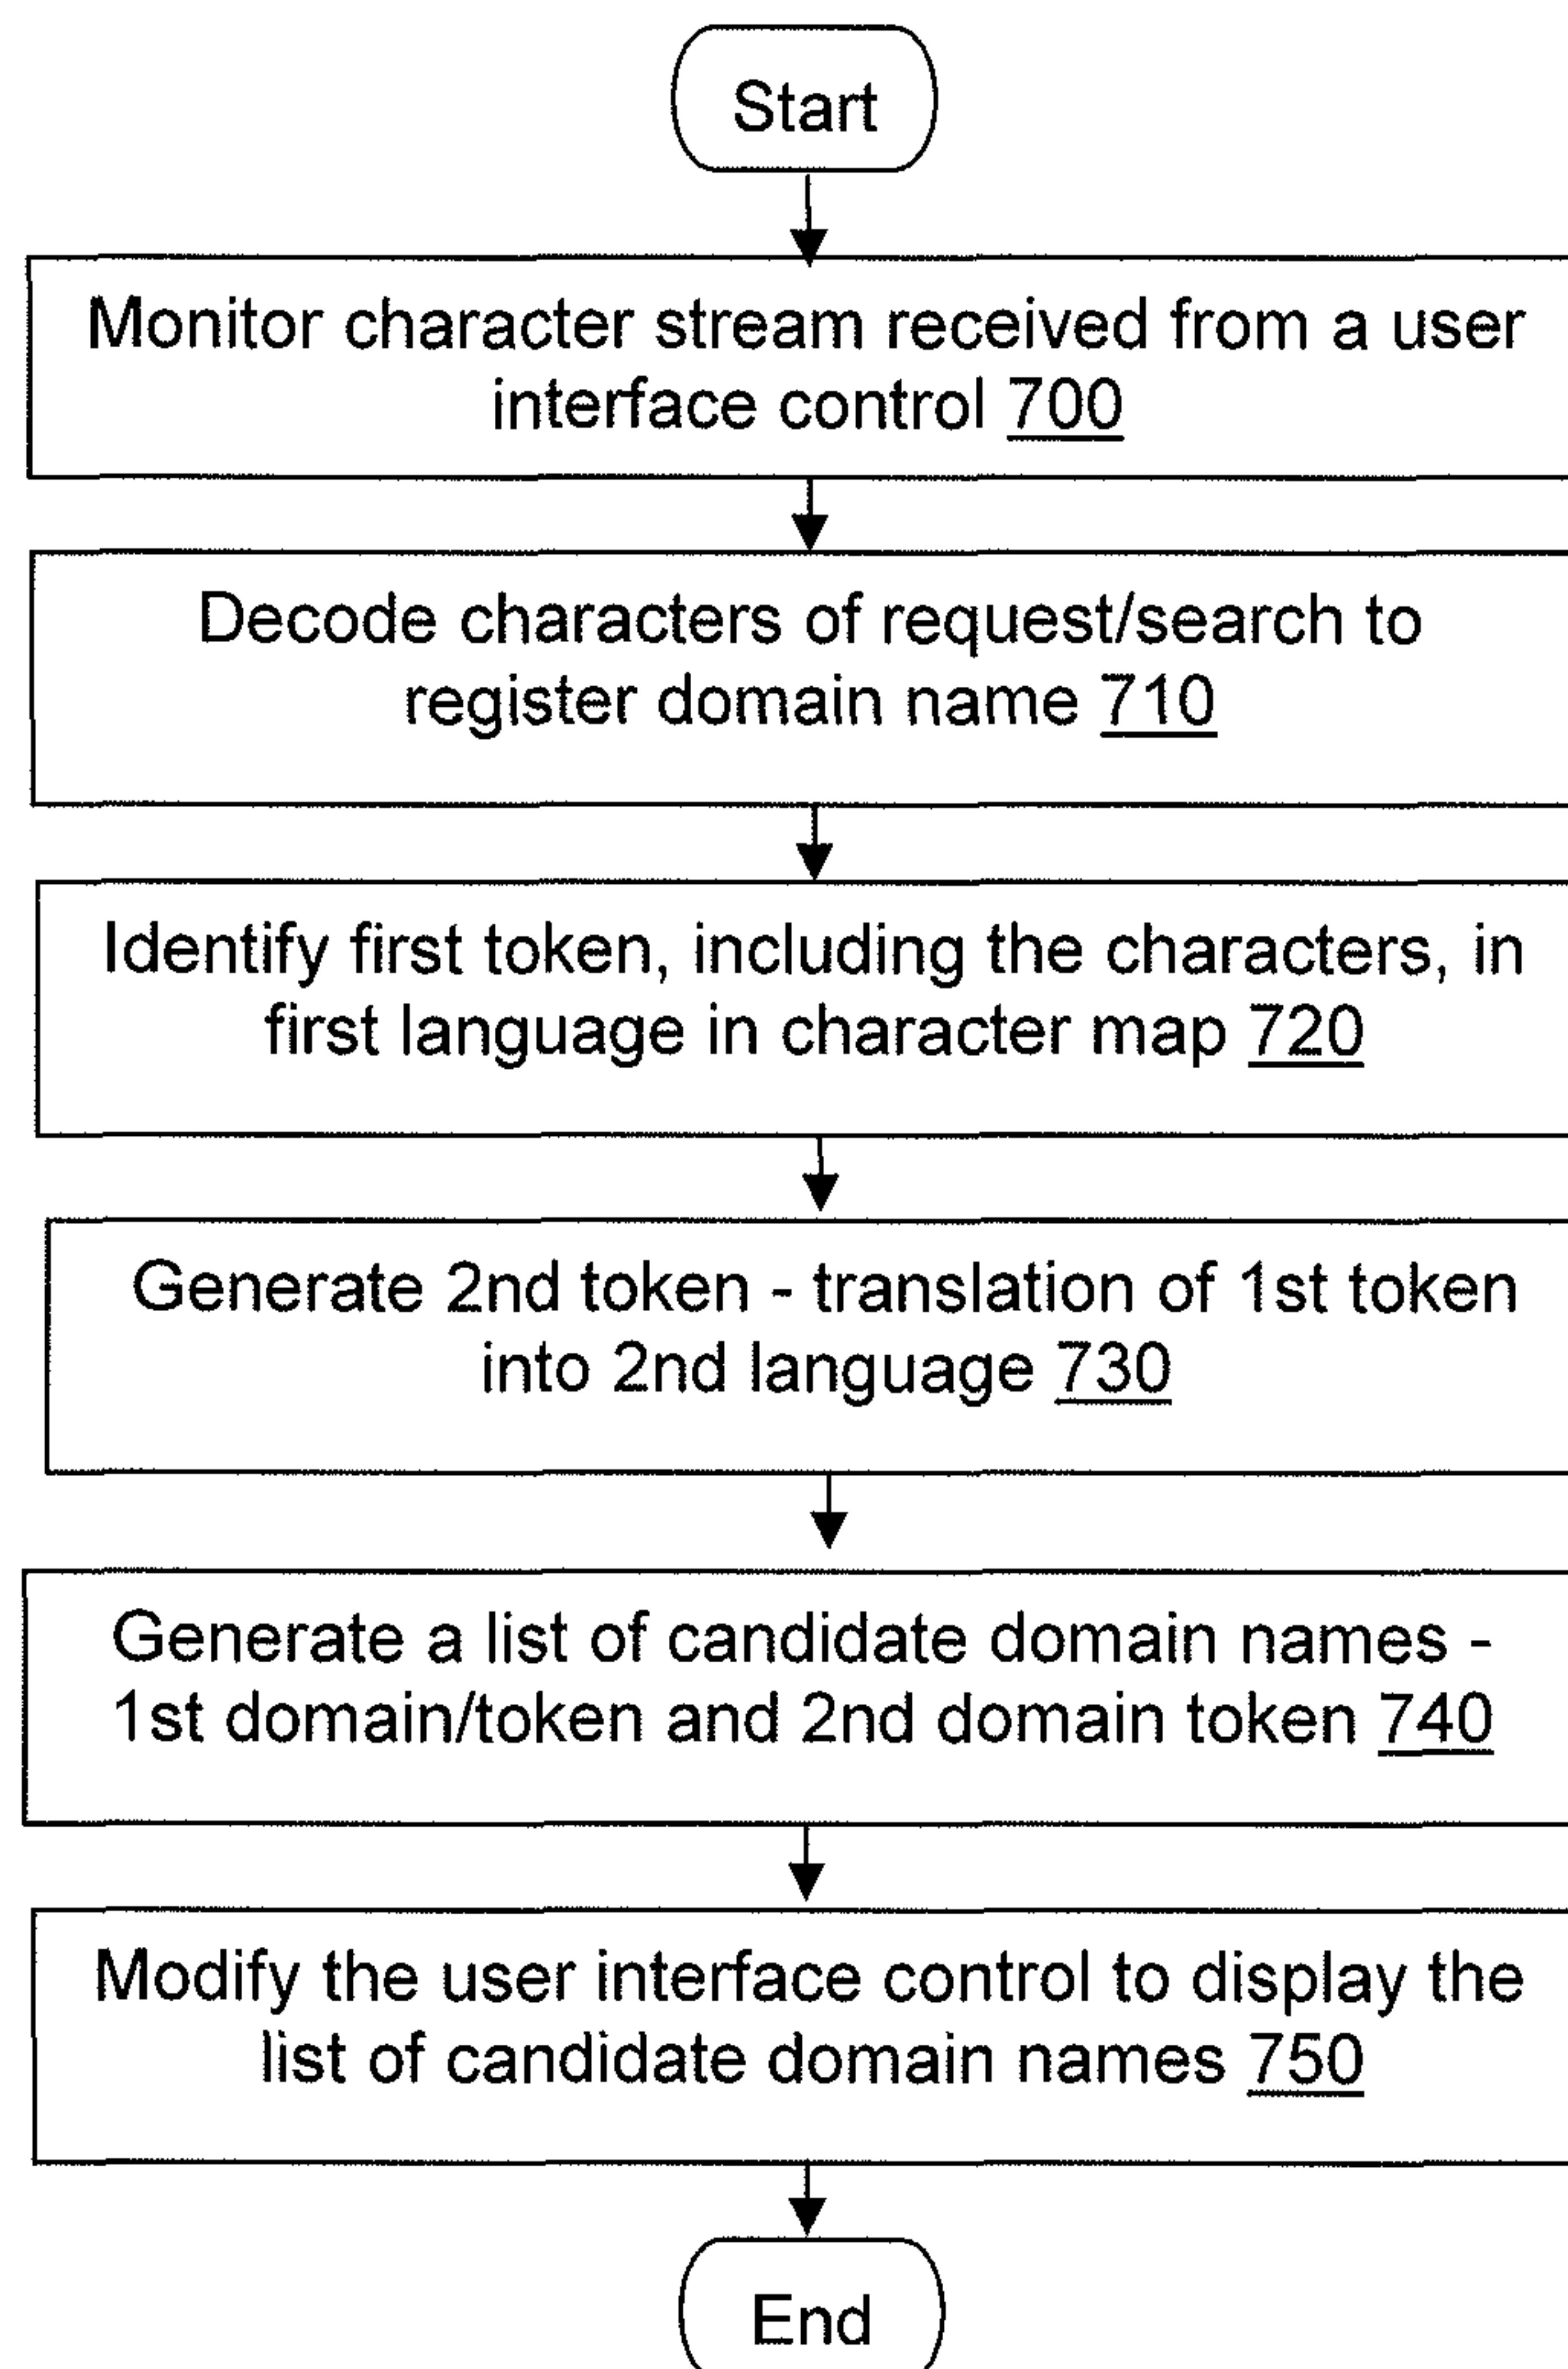 Start
Monitor character stream received from a user
interface control 700
Decode characters of request/search to
register domain name 710
Identify first token, including the characters, in
first language in character map 720
Generate 2nd token - translation of 1st token
into 2nd language 730
Generate a list of candidate domain names -
1st domain/token and 2nd domain token 740
Modify the user interface control to display the
list of candidate domain names 750
End